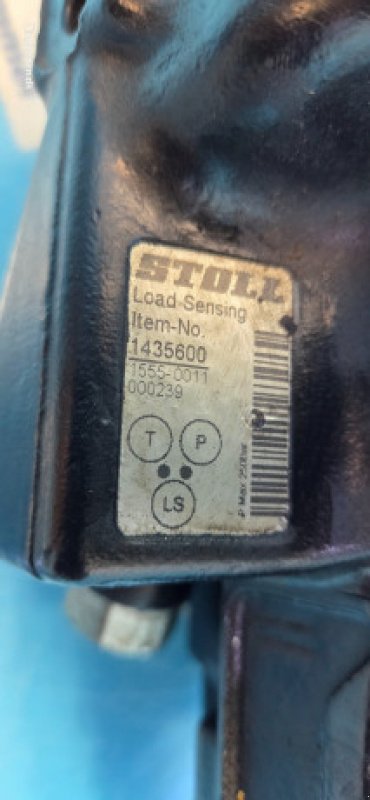 STOLL
Load-Sensing
Item-No.
1435600
1555-0011
000239
T P
LS